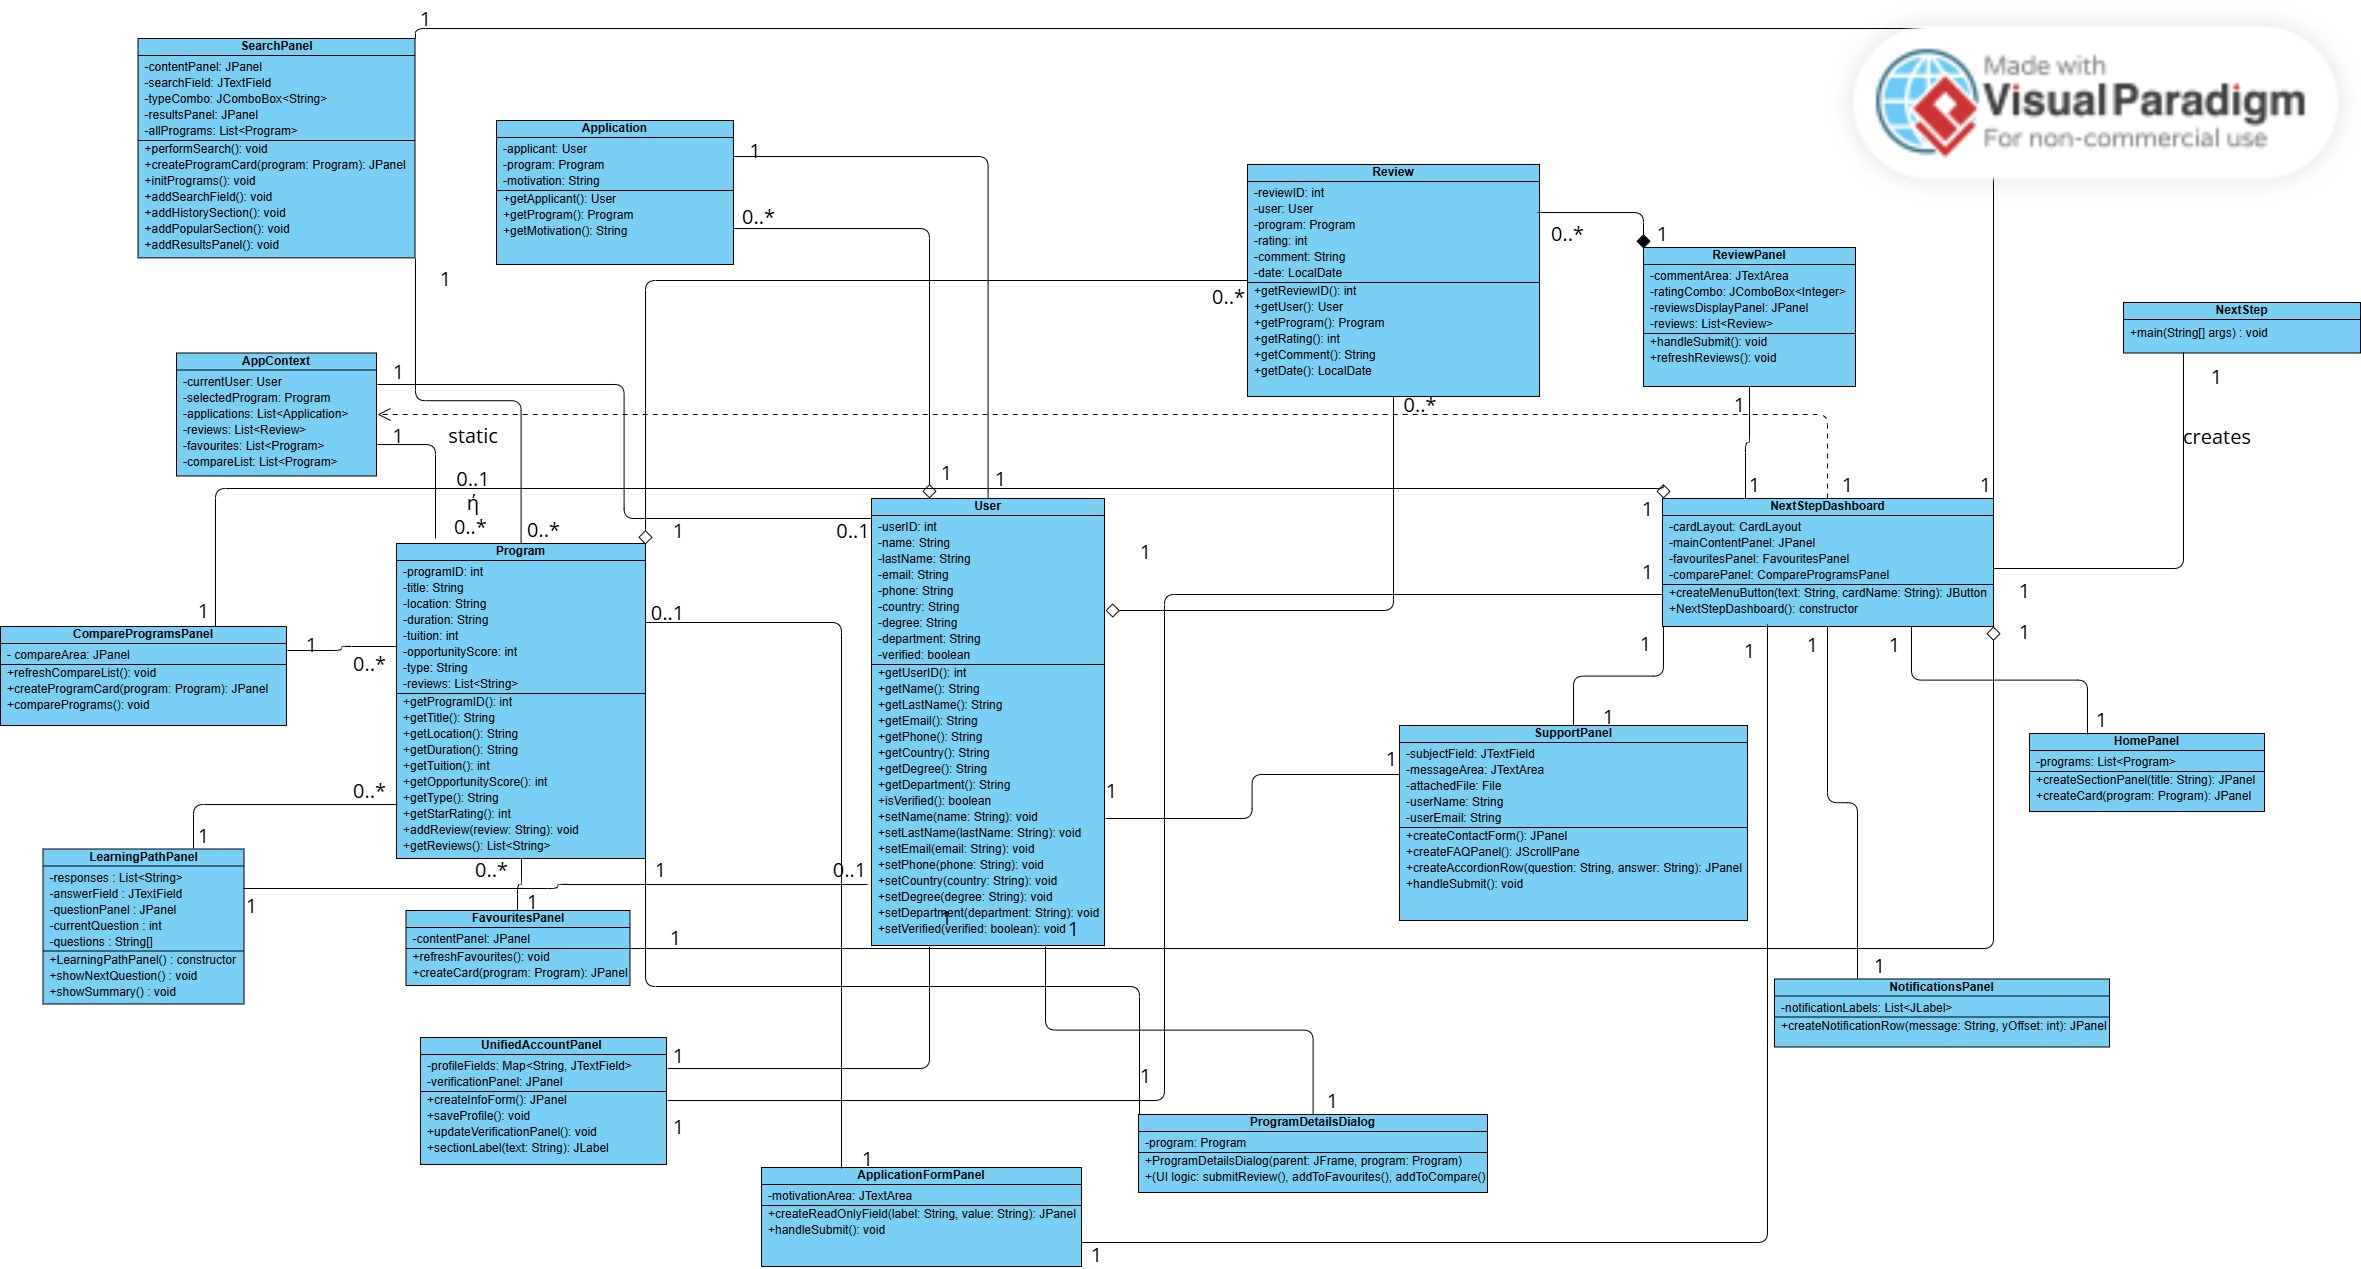 1
SearchPanel
-contentPanel: JPanel
-searchField: JTextField
-typeCombo: JComboBox<String>
-resultsPanel: JPanel
-allPrograms: List<Program>
+performSearch(): void
+createProgramCard(program: Program): JPanel
+initPrograms(): void
+addSearchField(): void
+addHistorySection(): void
+addPopularSection(): void
+addResultsPanel(): void
1
Made with
Visual Paradigm
For non-commercial use
Application
-applicant: User
-program: Program
-motivation: String
+getApplicant(): User
+getProgram(): Program
+getMotivation(): String
1
0..*
Review
-reviewID: int
-user: User
-program: Program
-rating: int
-comment: String
-date: LocalDate
+getReviewID(): int
+getUser(): User
+getProgram(): Program
+getRating(): int
+getComment(): String
+getDate(): LocalDate
0..*
0..*
0..*
1
ReviewPanel
-commentArea: JTextArea
-ratingCombo: JComboBox<Integer>
-reviewsDisplayPanel: JPanel
-reviews: List<Review>
+handleSubmit(): void
+refreshReviews(): void
1
NextStep
+main(String[] args) : void
1
creates
AppContext
-currentUser: User
-selectedProgram: Program
-applications: List<Application>
-reviews: List<Review>
-favourites: List<Program>
-compareList: List<Program>
1
1
static
0..1
ή
0..*
0..*
1
Program
-programID: int
-title: String
-location: String
-duration: String
-tuition: int
-opportunityScore: int
-type: String
-reviews: List<String>
+getProgramID(): int
+getTitle(): String
+getLocation(): String
+getDuration(): String
+getTuition(): int
+getOpportunityScore(): int
+getType(): String
+getStarRating(): int
+addReview(review: String): void
+getReviews(): List<String>
0..1
0..*
0..*
0..*
1
1
1
0..1
1
User
-userID: int
-name: String
-lastName: String
-email: String
-phone: String
-country: String
-degree: String
-department: String
-verified: boolean
+getUserID(): int
+getName(): String
+getLastName(): String
+getEmail(): String
+getPhone(): String
+getCountry(): String
+getDegree(): String
+getDepartment(): String
+isVerified(): boolean
+setName(name: String): void
+setLastName(lastName: String): void
+setEmail(email: String): void
+setPhone(phone: String): void
+setCountry(country: String): void
+setDegree(degree: String): void
+setDepartment(department: String): void
+setVerified(verified: boolean): void
1
1
1
0..1
1
1
1
1
1
NextStepDashboard
-cardLayout: CardLayout
-mainContentPanel: JPanel
-favouritesPanel: FavouritesPanel
-comparePanel: CompareProgramsPanel
+createMenuButton(text: String, cardName: String): JButton
+NextStepDashboard(): constructor
1
1
1
1
1
1
1
CompareProgramsPanel
- compareArea: JPanel
+refreshCompareList(): void
+createProgramCard(program: Program): JPanel
+comparePrograms(): void
1
1
SupportPanel
-subjectField: JTextField
-messageArea: JTextArea
-attachedFile: File
-userName: String
-userEmail: String
+createContactForm(): JPanel
+createFAQPanel(): JScrollPane
+createAccordionRow(question: String, answer: String): JPanel
+handleSubmit(): void
1
HomePanel
-programs: List<Program>
+createSectionPanel(title: String): JPanel
+createCard(program: Program): JPanel
1
LearningPathPanel
-responses : List<String>
-answerField : JTextField
-questionPanel : JPanel
-currentQuestion : int
-questions : String[]
+LearningPathPanel() : constructor
+showNextQuestion() : void
+showSummary() : void
1
1
FavouritesPanel
-contentPanel: JPanel
+refreshFavourites(): void
+createCard(program: Program): JPanel
1
1
NotificationsPanel
-notificationLabels: List<JLabel>
+createNotificationRow(message: String, yOffset: int): JPanel
UnifiedAccountPanel
-profileFields: Map<String, JTextField>
-verificationPanel: JPanel
+createInfoForm(): JPanel
+saveProfile(): void
+updateVerificationPanel(): void
+sectionLabel(text: String): JLabel
1
1
1
1
ProgramDetailsDialog
-program: Program
+ProgramDetailsDialog(parent: JFrame, program: Program)
+(UI logic: submitReview(), addToFavourites(), addToCompare()
1
ApplicationFormPanel
-motivationArea: JTextArea
+createReadOnlyField(label: String, value: String): JPanel
+handleSubmit(): void
1